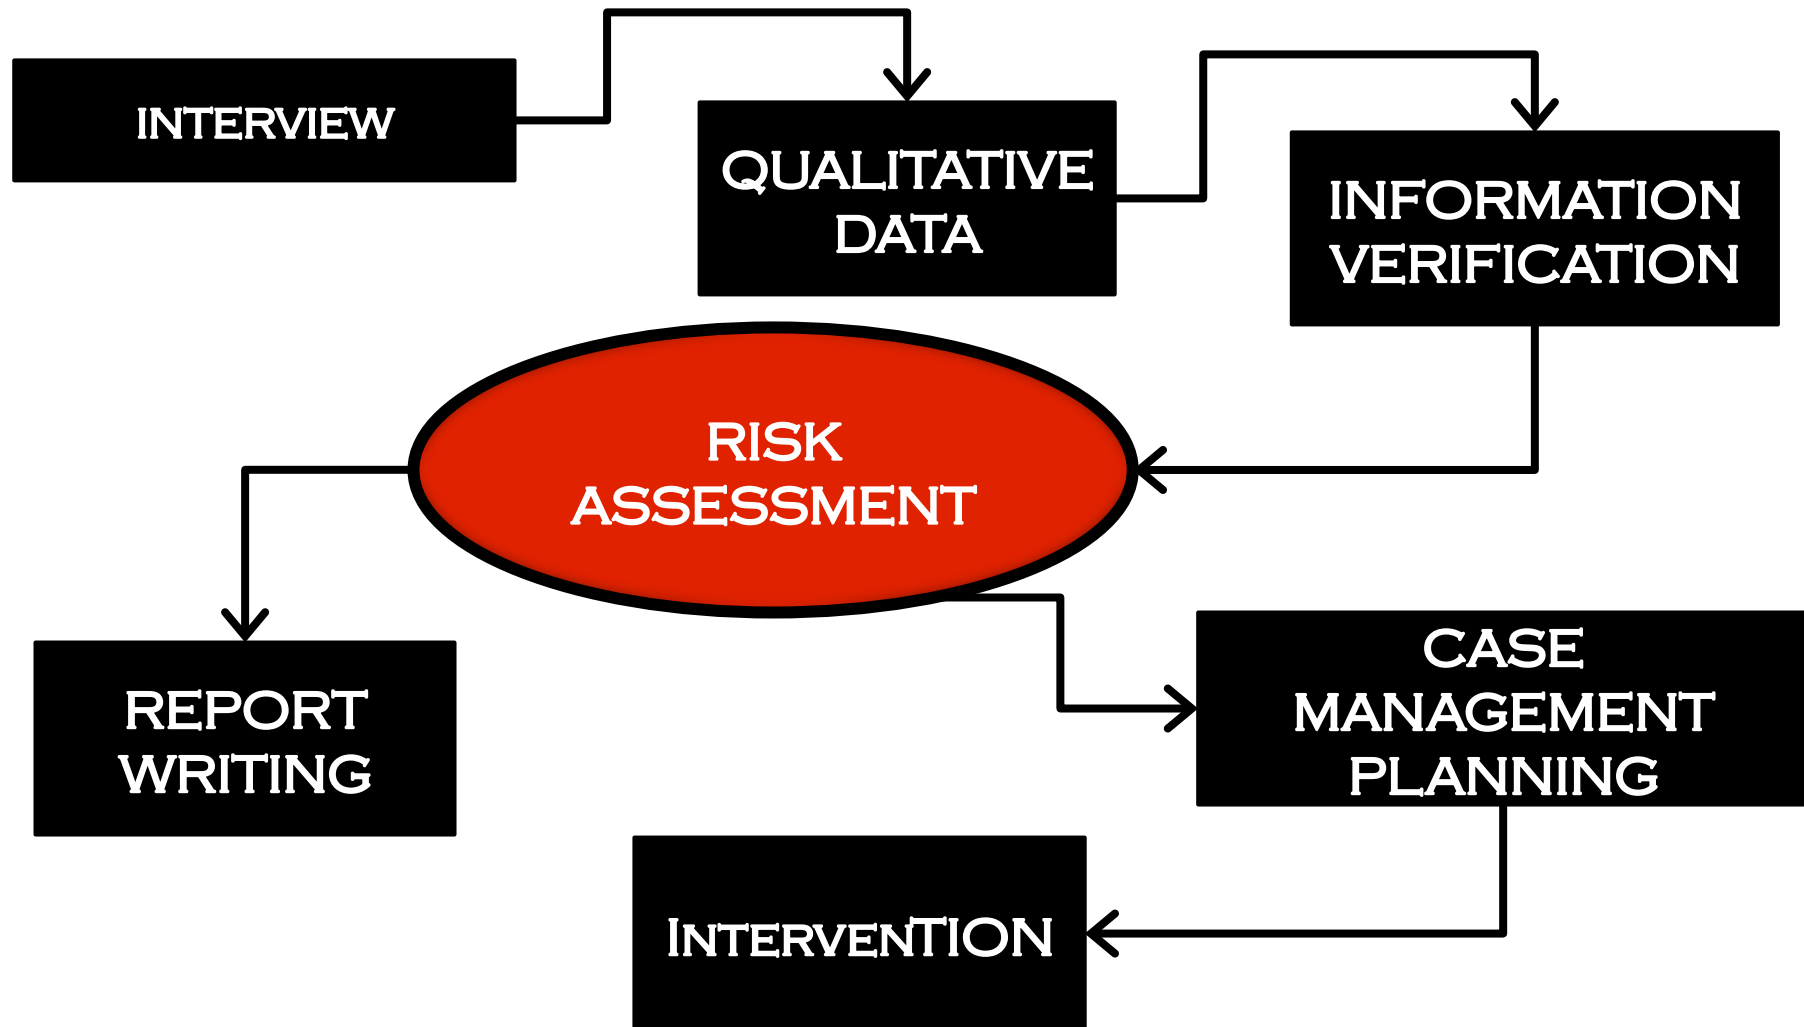 INTERVIEW
QUALITATIVE
DATA
INFORMATION
VERIFICATION
RISK
ASSESSMENT
REPORT
WRITING
CASE
MANAGEMENT
PLANNING
IntervenTION